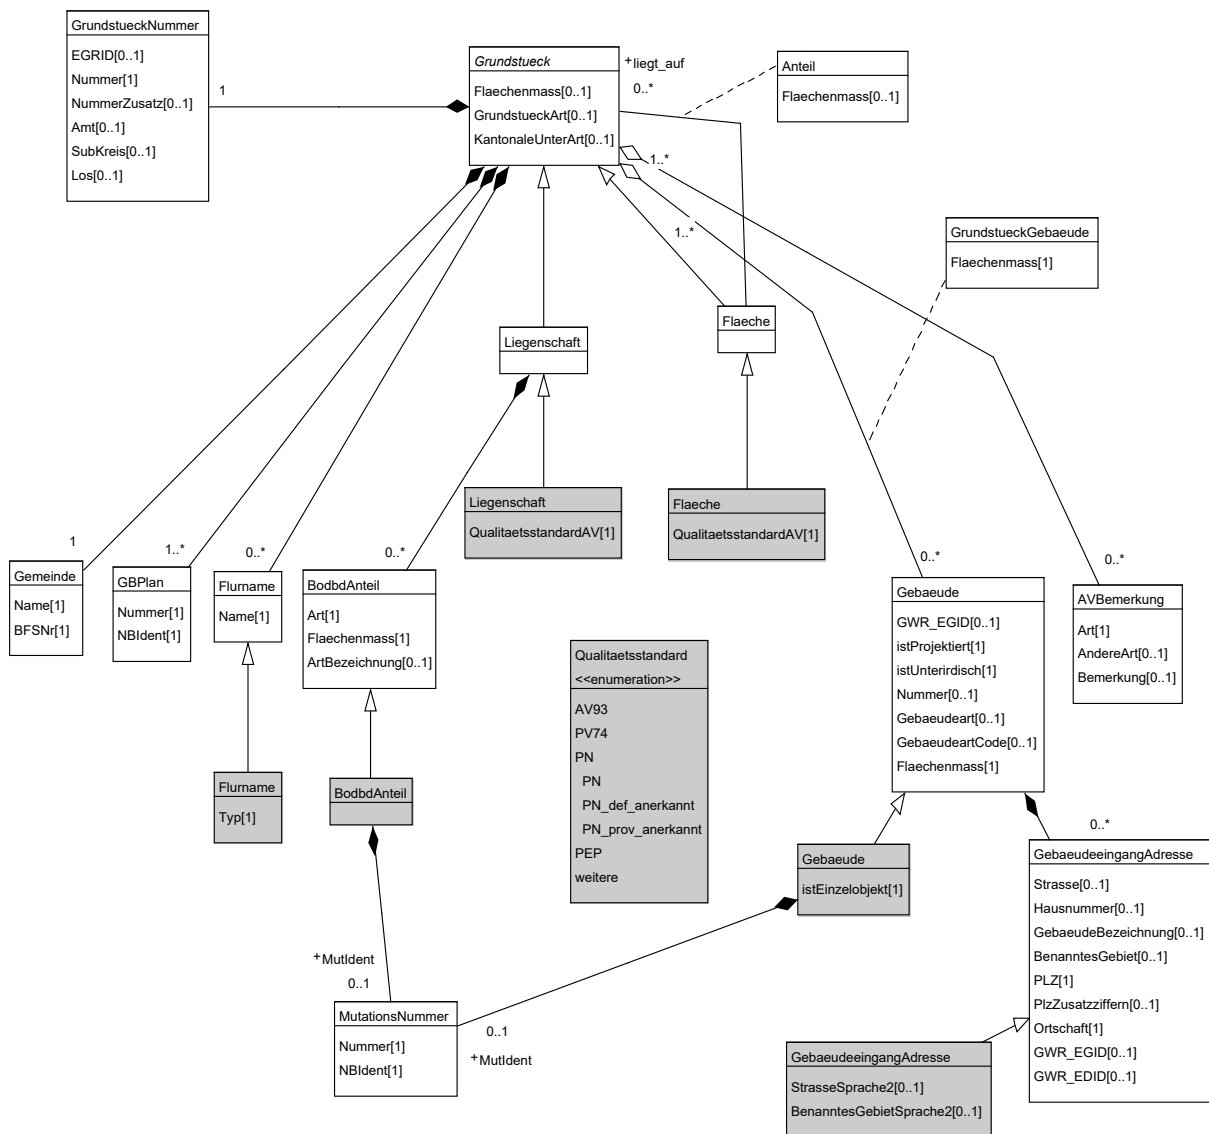 GrundstueckNummer
EGRID[0..1]
Nummer[1]
NummerZusatz[0..1]
Amt[0..1]
SubKreis[0..1]
Los[0..1]
1
Grundstueck
Flaechenmass[0..1]
GrundstueckArt[0..1]
KantonaleUnterArt[0..1]
+liegt_auf
0..*
Anteil
Flaechenmass[0..1]
1..*
1..*
GrundstueckGebaeude
Flaechenmass[1]
Liegenschaft
Flaeche
Liegenschaft
QualitaetsstandardAV[1]
Flaeche
QualitaetsstandardAV[1]
1
1..*
0..*
0..*
0..*
0..*
Gemeinde
Name[1]
BFSNr[1]
GBPlan
Nummer[1]
NBIdent[1]
Flurname
Name[1]
BodbdAnteil
Art[1]
Flaechenmass[1]
ArtBezeichnung[0..1]
Qualitaetsstandard
<<enumeration>>
AV93
PV74
PN
PN
PN_def_anerkannt
PN_prov_anerkannt
PEP
weitere
Gebaeude
GWR_EGID[0..1]
istProjektiert[1]
istUnterirdisch[1]
Nummer[0..1]
Gebaeudeart[0..1]
GebaeudeartCode[0..1]
Flaechenmass[1]
AVBemerkung
Art[1]
AndereArt[0..1]
Bemerkung[0..1]
Flurname
Typ[1]
BodbdAnteil
Gebaeude
istEinzelobjekt[1]
0..*
GebaeudeeingangAdresse
Strasse[0..1]
Hausnummer[0..1]
GebaeudeBezeichnung[0..1]
BenanntesGebiet[0..1]
PLZ[1]
PlzZusatzziffern[0..1]
Ortschaft[1]
GWR_EGID[0..1]
GWR_EDID[0..1]
+MutIdent
0..1
MutationsNummer
Nummer[1]
NBIdent[1]
0..1
+MutIdent
GebaeudeeingangAdresse
StrasseSprache2[0..1]
BenanntesGebietSprache2[0..1]